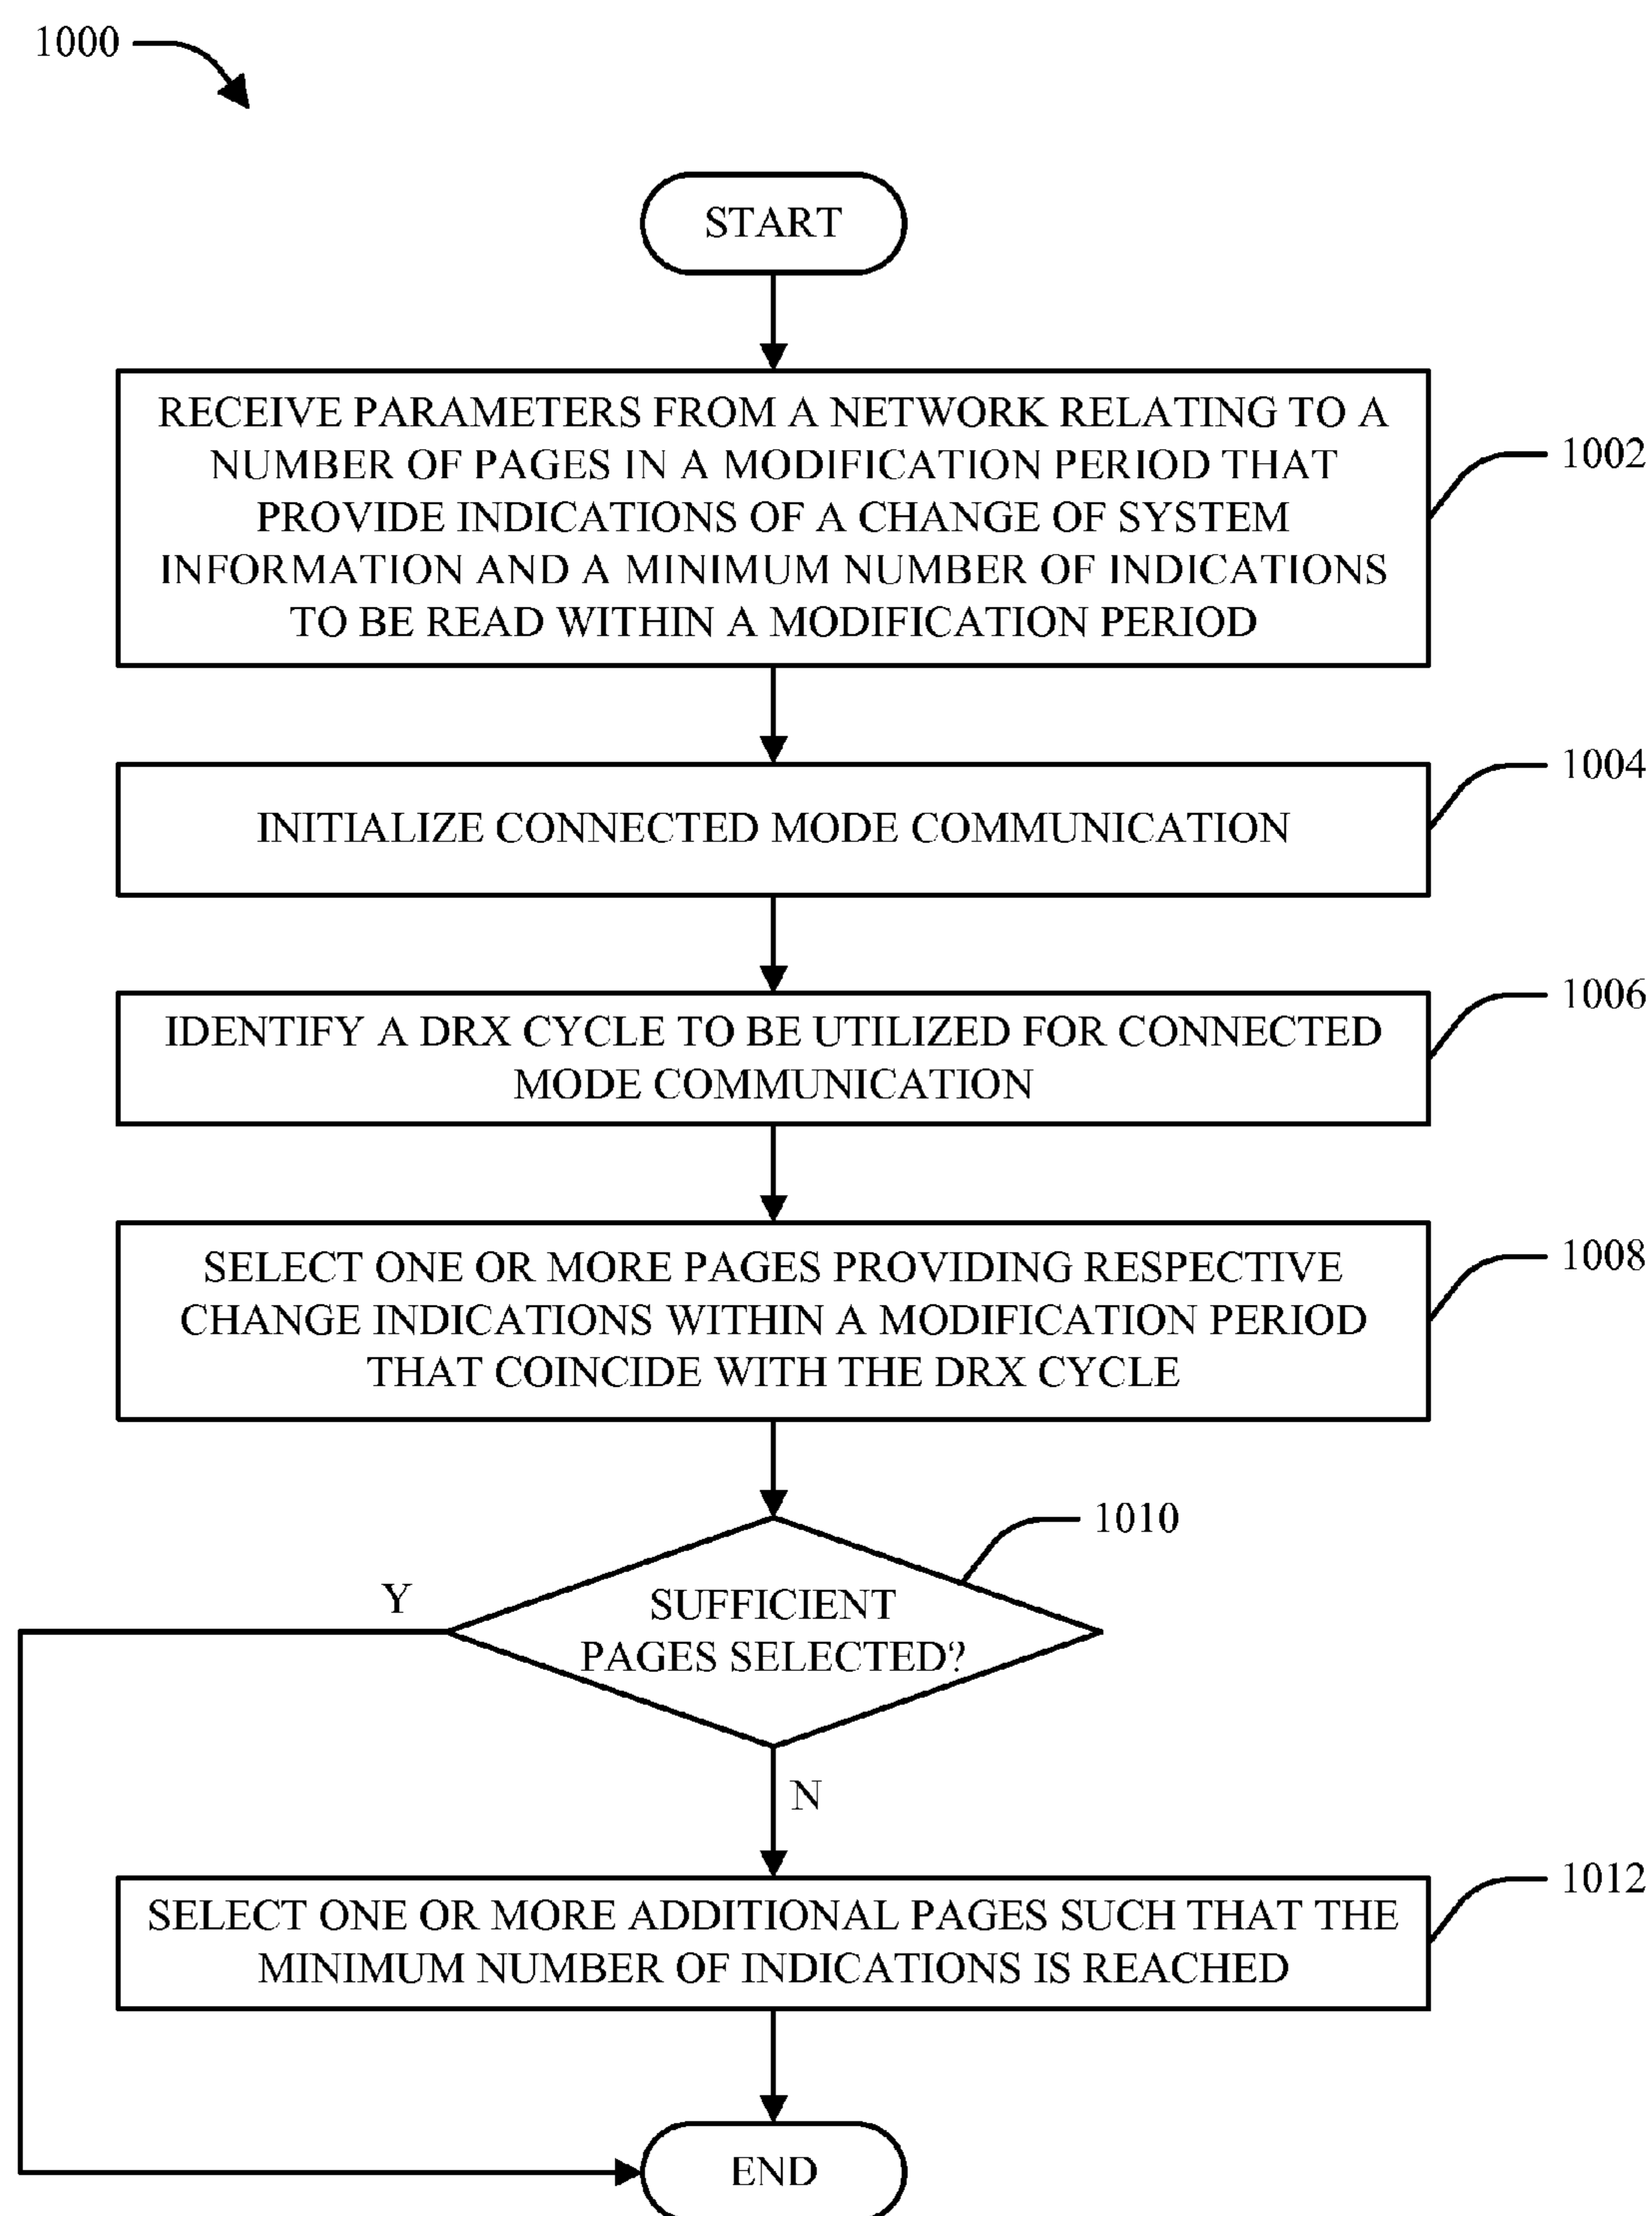 1000
START
RECEIVE PARAMETERS FROM A NETWORK RELATING TO A
NUMBER OF PAGES IN A MODIFICATION PERIOD THAT
PROVIDE INDICATIONS OF A CHANGE OF SYSTEM
INFORMATION AND A MINIMUM NUMBER OF INDICATIONS
TO BE READ WITHIN A MODIFICATION PERIOD
1002
INITIALIZE CONNECTED MODE COMMUNICATION
1004
IDENTIFY A DRX CYCLE TO BE UTILIZED FOR CONNECTED
MODE COMMUNICATION
1006
SELECT ONE OR MORE PAGES PROVIDING RESPECTIVE
CHANGE INDICATIONS WITHIN A MODIFICATION PERIOD
THAT COINCIDE WITH THE DRX CYCLE
1008
SUFFICIENT
PAGES SELECTED?
1010
Y
N
SELECT ONE OR MORE ADDITIONAL PAGES SUCH THAT THE
MINIMUM NUMBER OF INDICATIONS IS REACHED
1012
END